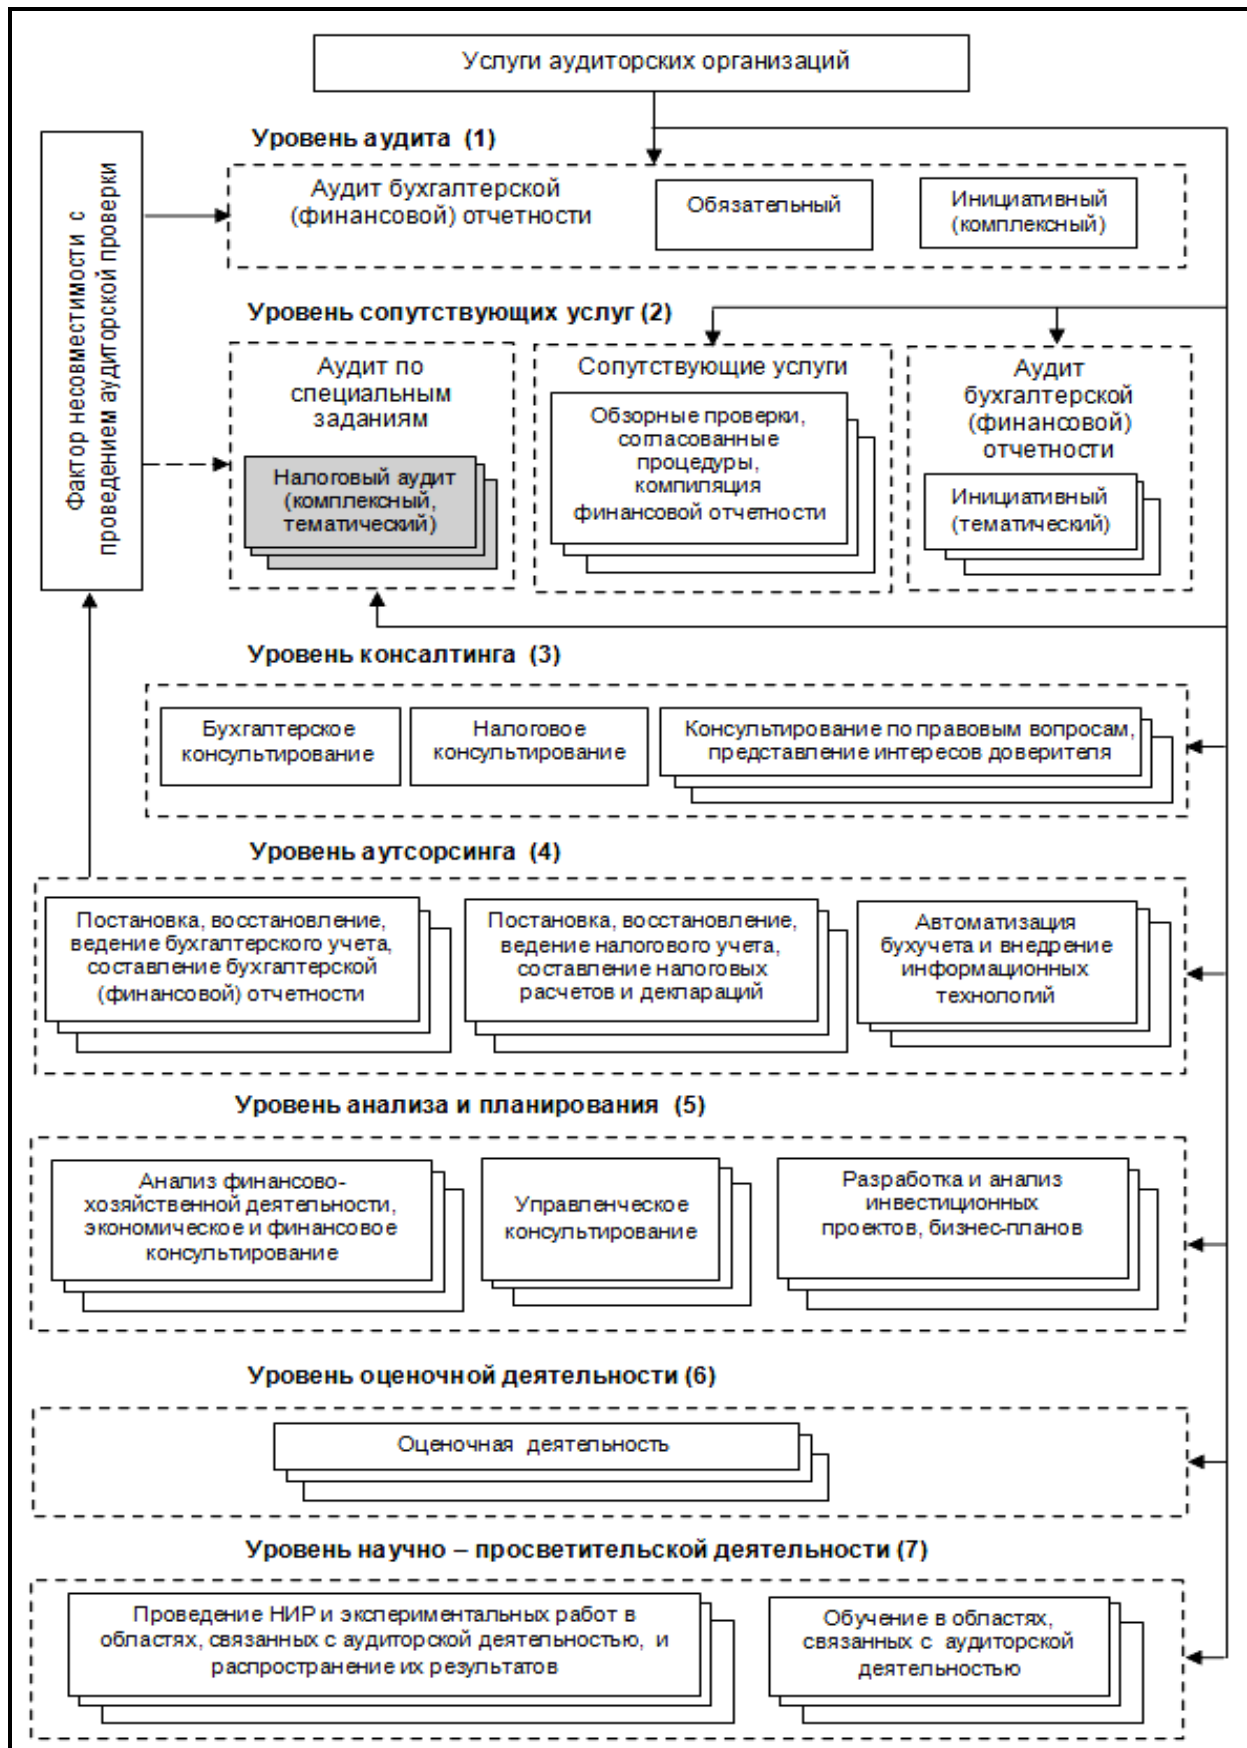 Услуги аудиторских организаций
Уровень аудита (1)
Фактор несовместимости с
проведением аудиторской проверки
Аудит бухгалтерской
(финансовой) отчетности
Обязательный
Инициативный
(комплексный)
Уровень сопутствующих услуг (2)
Аудит по
специальным
заданиям
Налоговый аудит
(комплексный,
тематический)
Сопутствующие услуги
Обзорные проверки,
согласованные
процедуры,
компиляция
финансовой отчетности
Аудит
бухгалтерской
(финансовой)
отчетности
Инициативный
(тематический)
Уровень консалтинга (3)
Бухгалтерское
консультирование
Налоговое
консультирование
Консультирование по правовым вопросам,
представление интересов доверителя
Уровень аутсорсинга (4)
Постановка, восстановление,
ведение бухгалтерского учета,
составление бухгалтерской
(финансовой) отчетности
Постановка, восстановление,
ведение налогового учета,
составление налоговых
расчетов и деклараций
Автоматизация
бухучета и внедрение
информационных
технологий
Уровень анализа и планирования (5)
Анализ финансово-
хозяйственной деятельности,
экономическое и финансовое
консультирование
Управленческое
консультирование
Разработка и анализ
инвестиционных
проектов, бизнес-планов
Уровень оценочной деятельности (6)
Оценочная деятельность
Уровень научно – просветительской деятельности (7)
Проведение НИР и экспериментальных работ в
областях, связанных с аудиторской деятельностью, и
распространение их результатов
Обучение в областях,
связанных с аудиторской
деятельностью